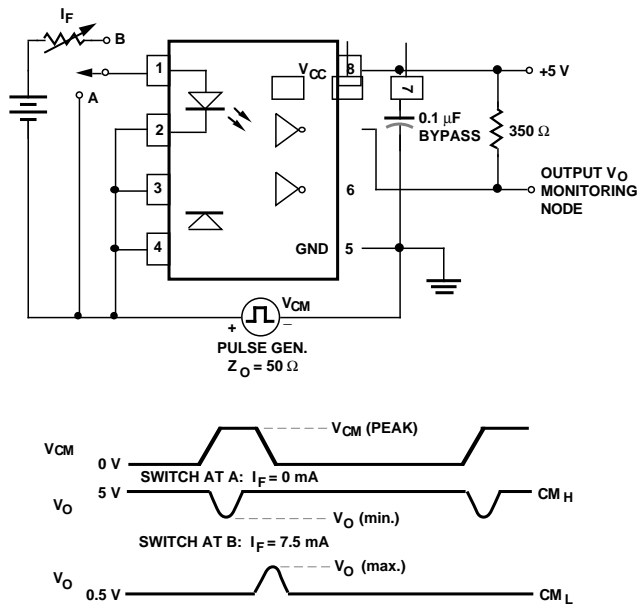 I F
B
A
1
2
3
4
V CC
8
7
6
GND 5
+5 V
0.1 μF
BYPASS
350 Ω
OUTPUT V O
MONITORING
NODE
V CM
+ –
PULSE GEN.
Z O = 50 Ω
V CM (PEAK)
V CM
0 V
SWITCH AT A: I F = 0 mA
5 V
CM H
V O
V O (min.)
SWITCH AT B: I F = 7.5 mA
V O (max.)
V O
0.5 V
CM L